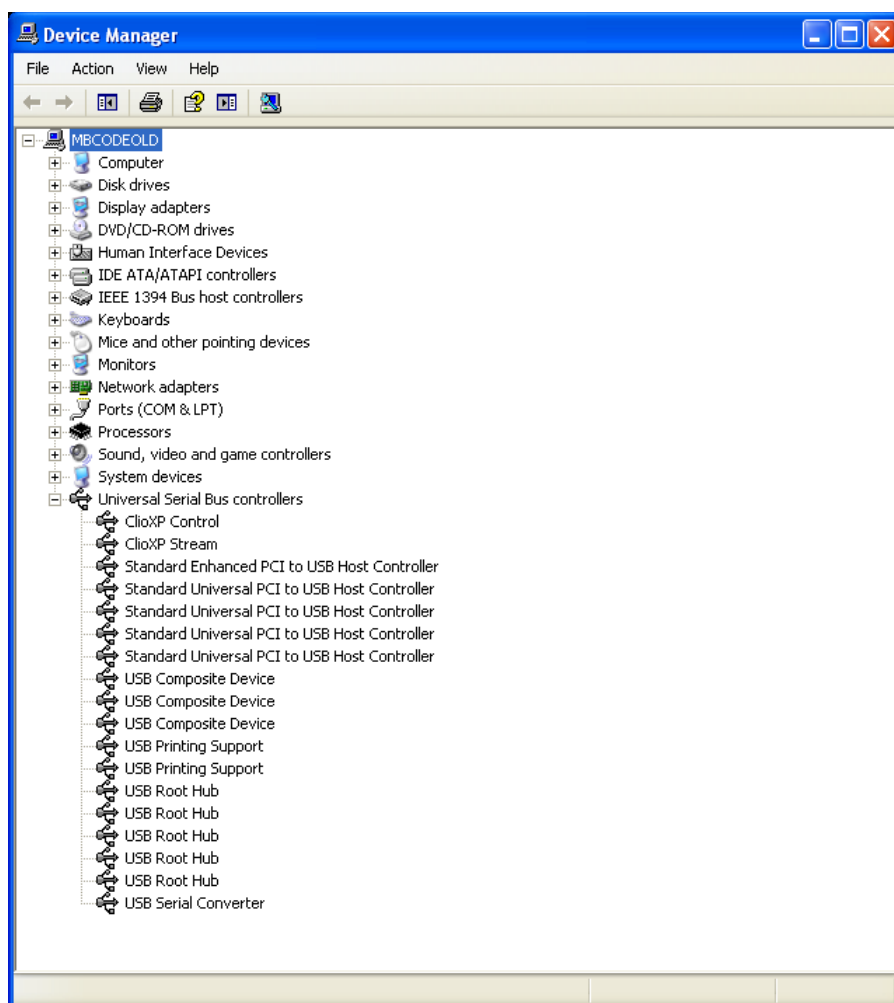 Device Manager
File Action View Help
MBCODEOLD
Computer
Disk drives
Display adapters
DVD/CD-ROM drives
Human Interface Devices
IDE ATA/ATAPI controllers
IEEE 1394 Bus host controllers
Keyboards
Mice and other pointing devices
Monitors
Network adapters
Ports (COM & LPT)
Processors
Sound, video and game controllers
System devices
Universal Serial Bus controllers
ClioXP Control
ClioXP Stream
Standard Enhanced PCI to USB Host Controller
Standard Universal PCI to USB Host Controller
Standard Universal PCI to USB Host Controller
Standard Universal PCI to USB Host Controller
Standard Universal PCI to USB Host Controller
USB Composite Device
USB Composite Device
USB Composite Device
USB Printing Support
USB Printing Support
USB Root Hub
USB Root Hub
USB Root Hub
USB Root Hub
USB Root Hub
USB Serial Converter